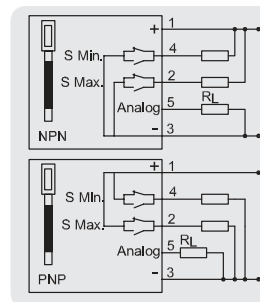 + 1
S Min. 4
S Max. 2
Analog 5 RL
NPN - 3
+ 1
S MIn. 4
S Max. 2
Analog 5 RL
PNP - 3